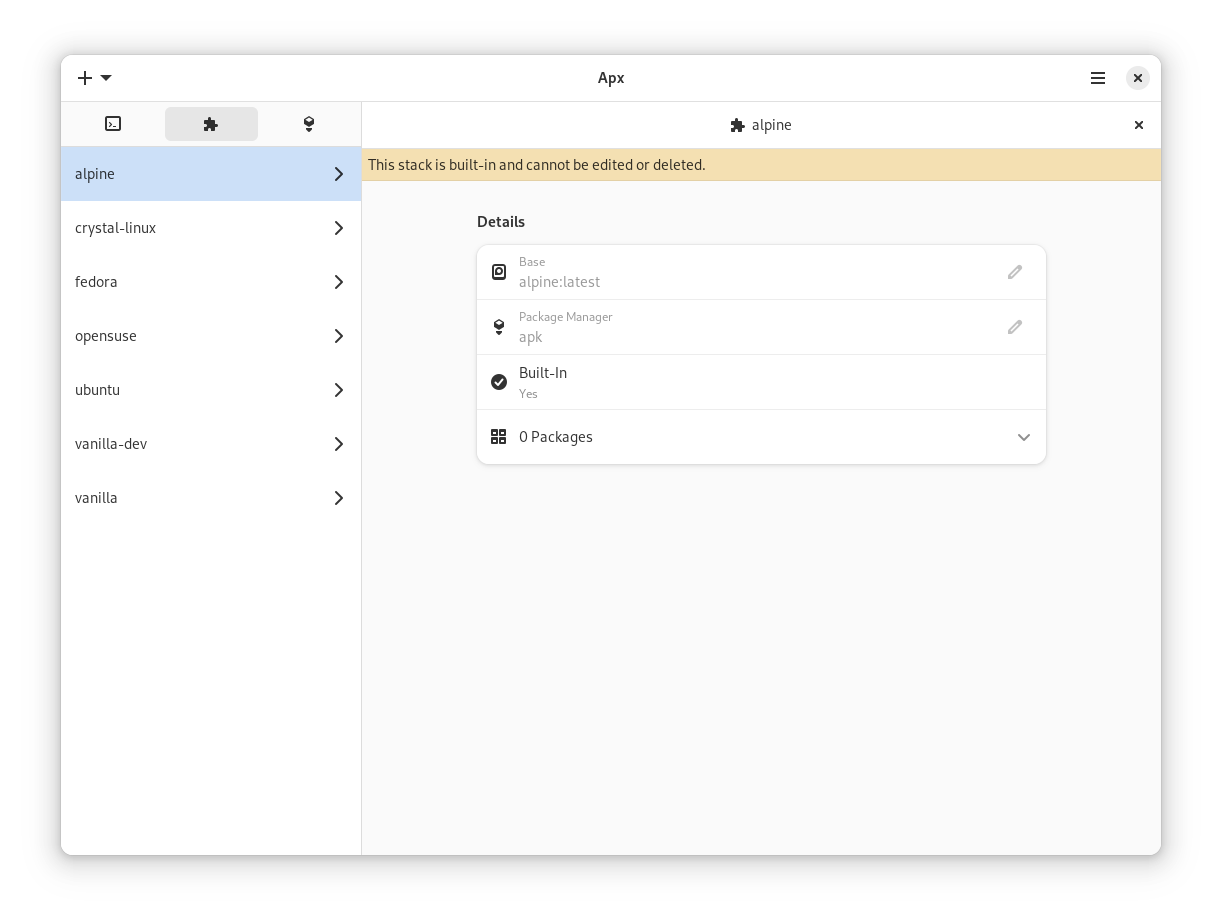 Apx
alpine
crystal-linux
fedora
opensuse
ubuntu
vanilla-dev
vanilla
alpine
This stack is built-in and cannot be edited or deleted.
Details
Base
alpine:latest
Package Manager
apk
Built-In
Yes
0 Packages